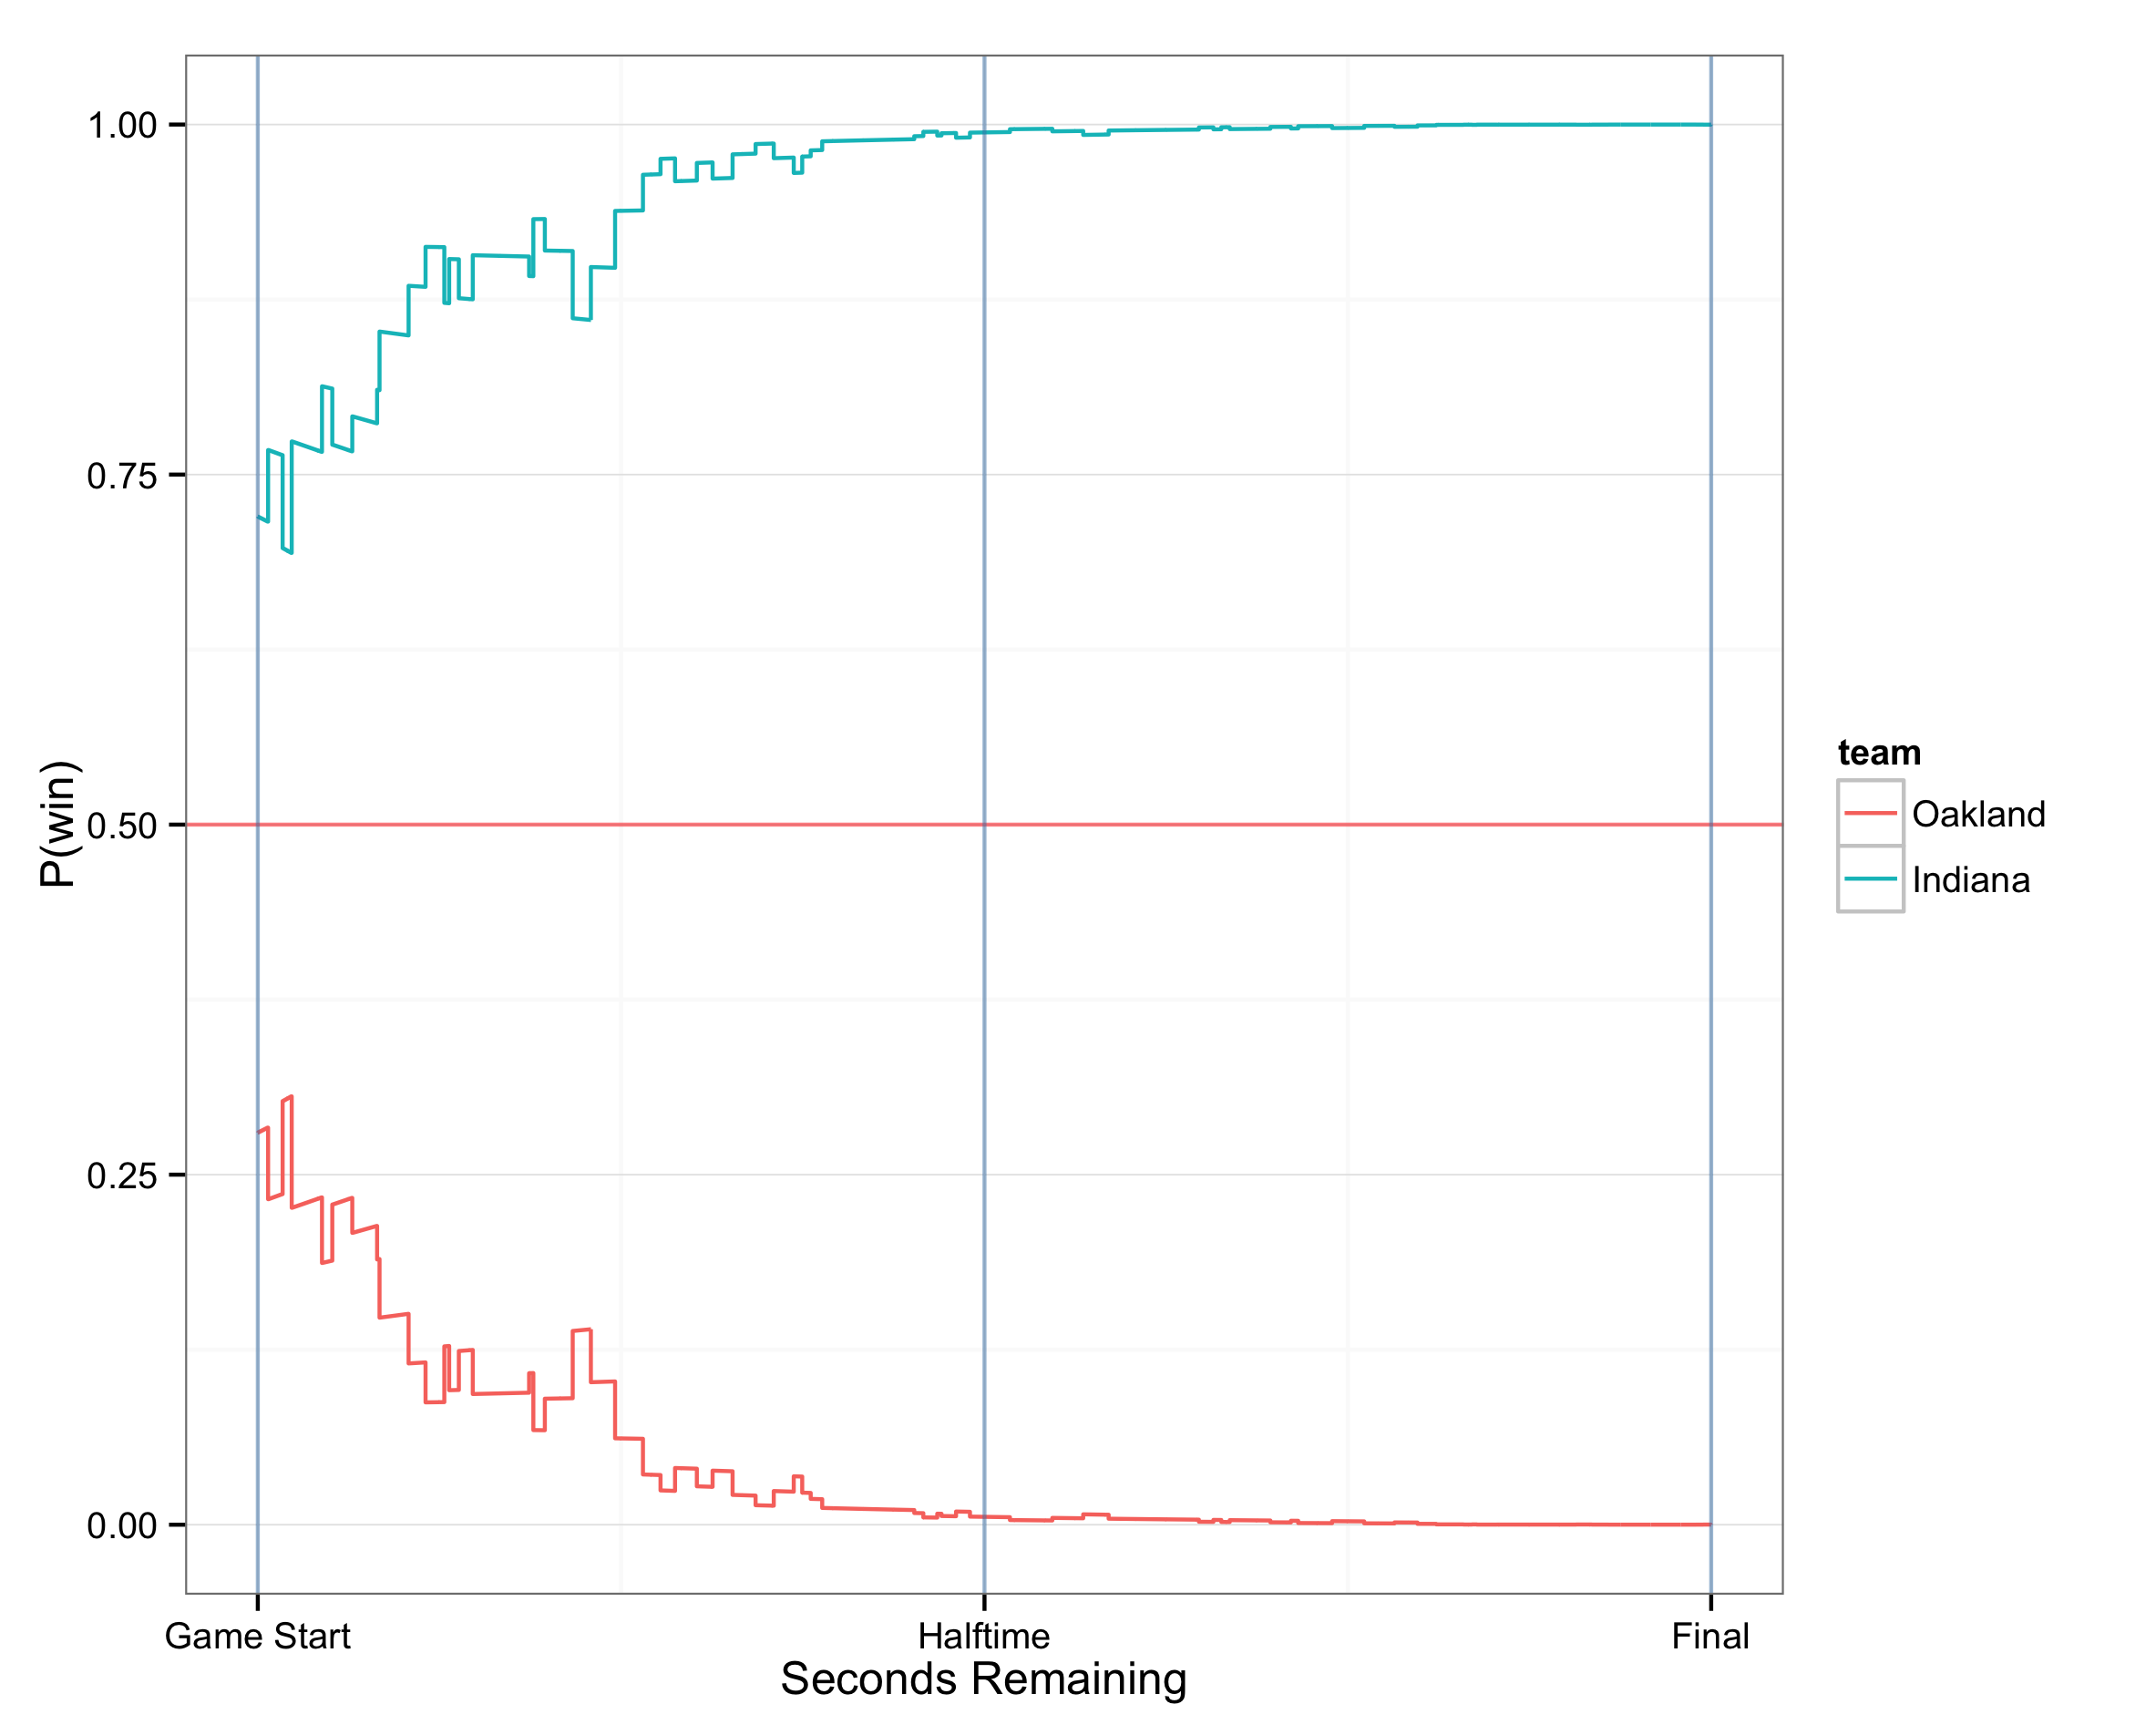 1.00
0.75
0.50
0.25
0.00
P(win)
Game Start
Halftime
Final
Seconds Remaining
team
Oakland
Indiana